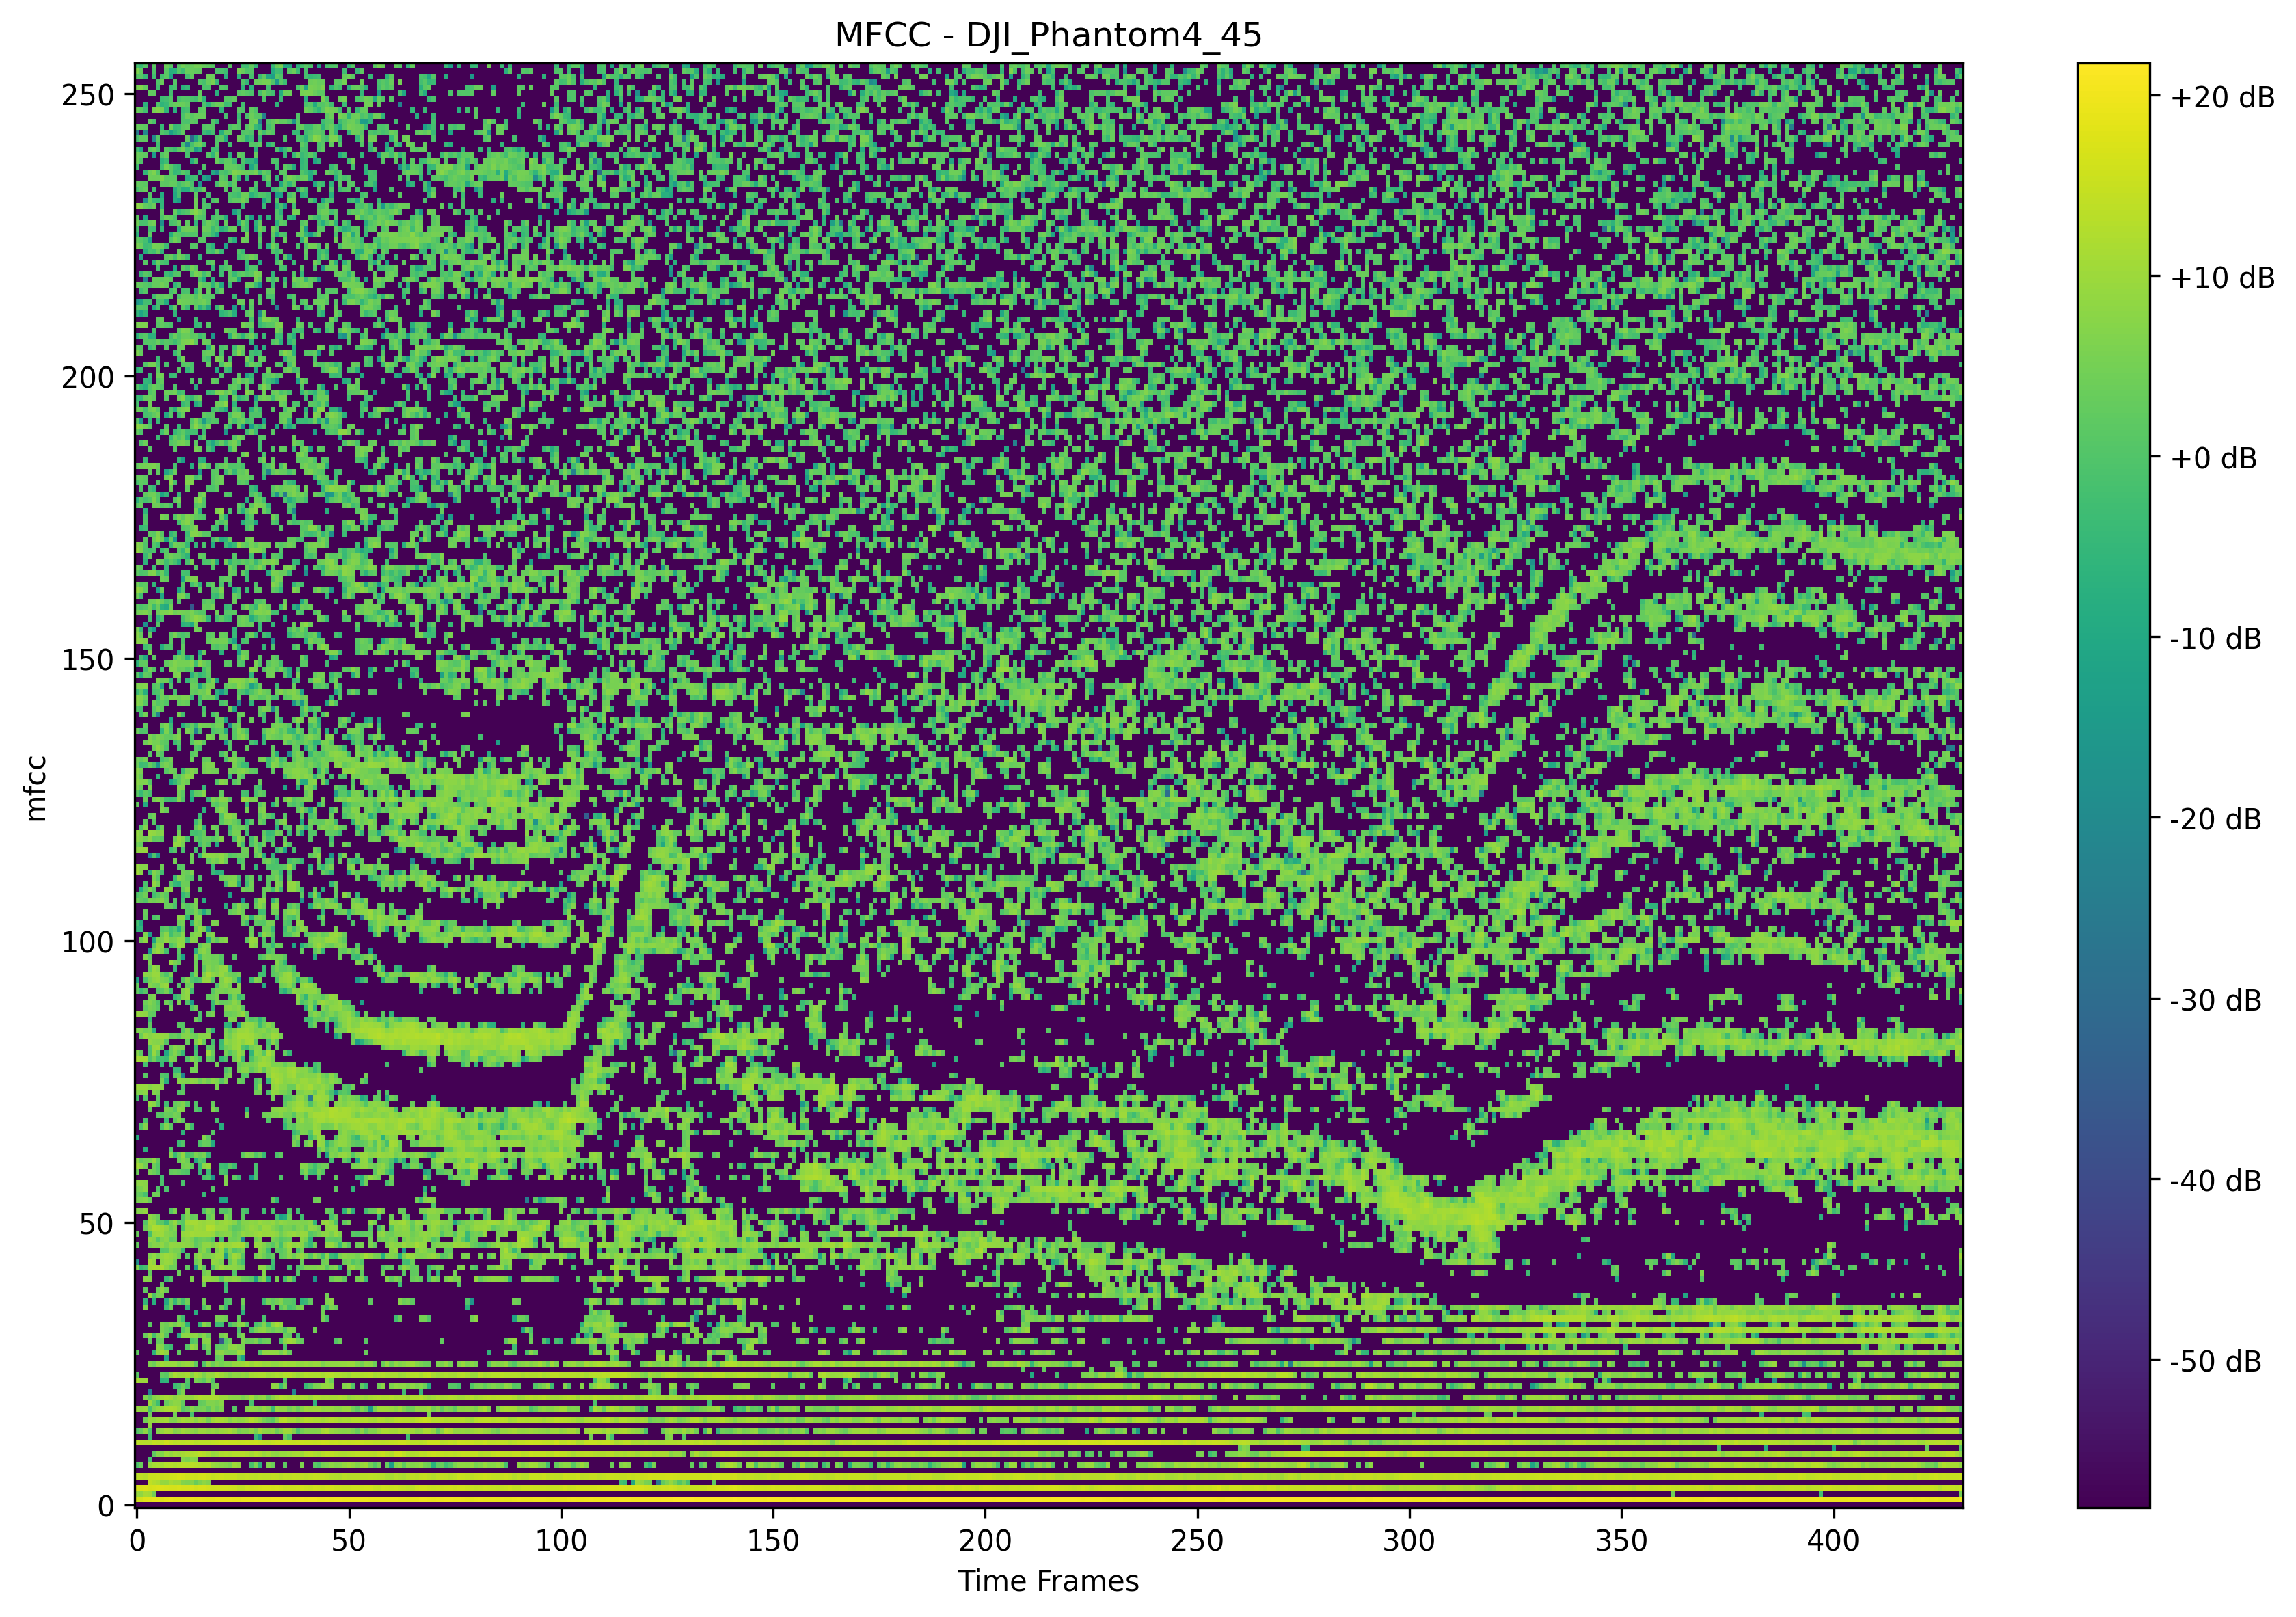 MFCC - DJI_Phantom4_45
250
200
150
100
50
0
mfcc
0 50 100 150 200 250 300 350 400
Time Frames
+20 dB
+10 dB
+0 dB
-10 dB
-20 dB
-30 dB
-40 dB
-50 dB